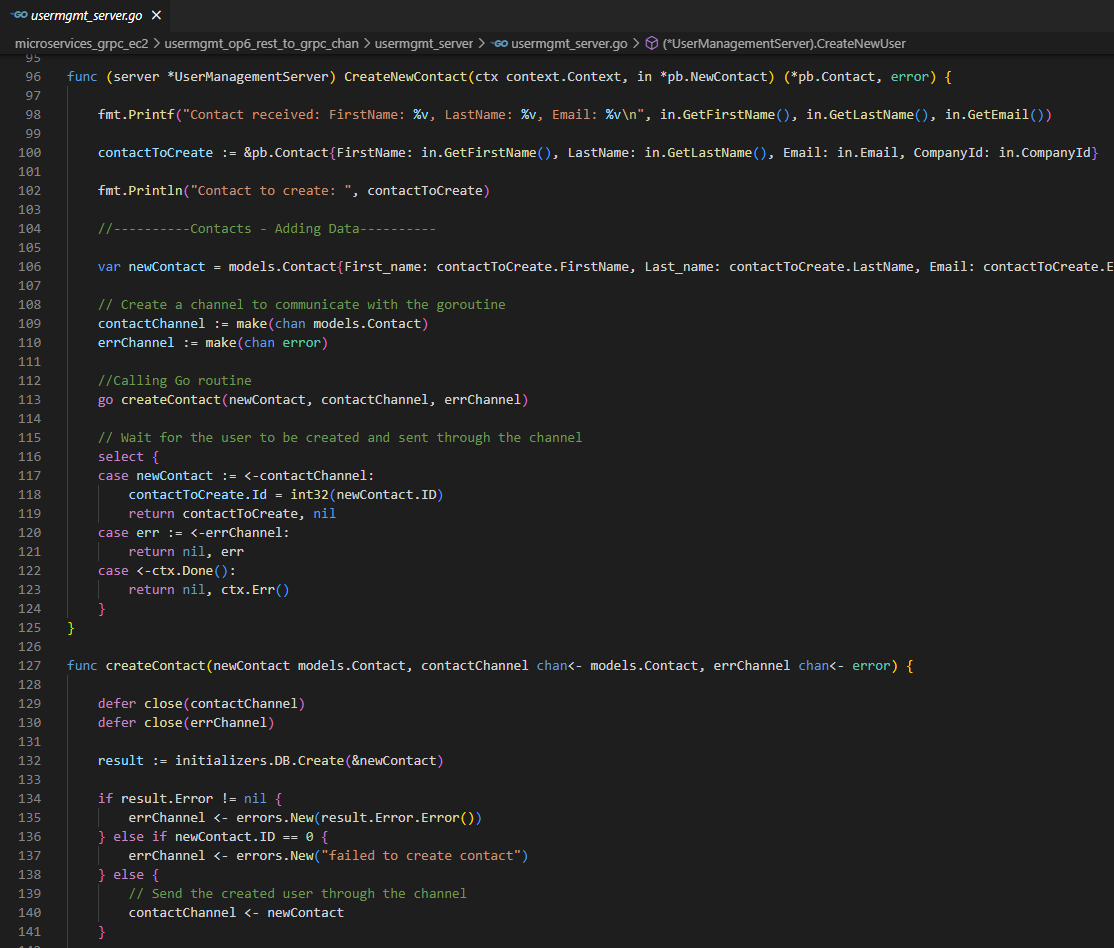 GO usermgmt_server.go ×
microservices_grpc_ec2 > usermgmt_op6_rest_to_grpc_chan > usermgmt_server > GO usermgmt_server.go > (*UserManagementServer).CreateNewUser
95
96 func (server *UserManagementServer) CreateNewContact(ctx context.Context, in *pb.NewContact) (*pb.Contact, error) {
97
98     fmt.Printf("Contact received: FirstName: %v, LastName: %v, Email: %v\n", in.GetFirstName(), in.GetLastName(), in.GetEmail())
99
100     contactToCreate := &pb.Contact{FirstName: in.GetFirstName(), LastName: in.GetLastName(), Email: in.Email, CompanyId: in.CompanyId}
101
102     fmt.Println("Contact to create: ", contactToCreate)
103
104     //----------Contacts - Adding Data----------
105
106     var newContact = models.Contact{First_name: contactToCreate.FirstName, Last_name: contactToCreate.LastName, Email: contactToCreate.E
107
108     // Create a channel to communicate with the goroutine
109     contactChannel := make(chan models.Contact)
110     errChannel := make(chan error)
111
112     //Calling Go routine
113     go createContact(newContact, contactChannel, errChannel)
114
115     // Wait for the user to be created and sent through the channel
116     select {
117     case newContact := <-contactChannel:
118         contactToCreate.Id = int32(newContact.ID)
119         return contactToCreate, nil
120     case err := <-errChannel:
121         return nil, err
122     case <-ctx.Done():
123         return nil, ctx.Err()
124     }
125 }
126
127 func createContact(newContact models.Contact, contactChannel chan<- models.Contact, errChannel chan<- error) {
128
129     defer close(contactChannel)
130     defer close(errChannel)
131
132     result := initializers.DB.Create(&newContact)
133
134     if result.Error != nil {
135         errChannel <- errors.New(result.Error.Error())
136     } else if newContact.ID == 0 {
137         errChannel <- errors.New("failed to create contact")
138     } else {
139         // Send the created user through the channel
140         contactChannel <- newContact
141     }